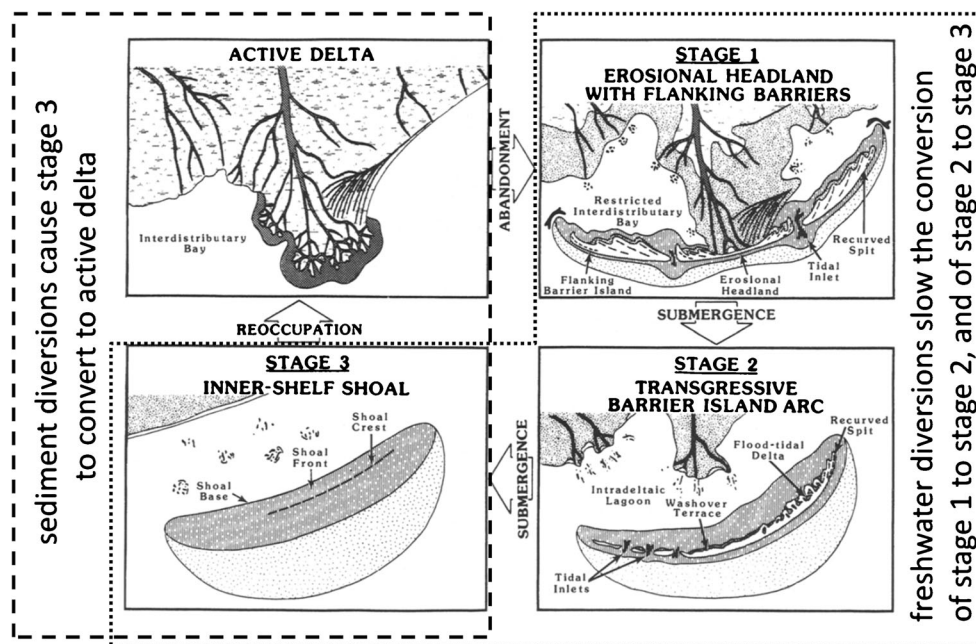 sediment diversions cause stage 3
to convert to active delta
ACTIVE DELTA
Interdistributary
Bay
ABANDONMENT
STAGE 1
EROSIONAL HEADLAND
WITH FLANKING BARRIERS
Restricted
Interdistributary
Bay
Flanking
Barrier Island
Erosional
Headland
Tidal
Inlet
Recurved
Spit
REOCCUPATION
SUBMERGENCE
STAGE 3
INNER-SHELF SHOAL
Shoal
Crest
Shoal
Front
Shoal
Base
SUBMERGENCE
STAGE 2
TRANSGRESSIVE
BARRIER ISLAND ARC
Recurved
Spit
Flood-tidal
Delta
Intradeltaic
Lagoon
Washover
Terrace
Tidal
Inlets
freshwater diversions slow the conversion
of stage 1 to stage 2, and of stage 2 to stage 3